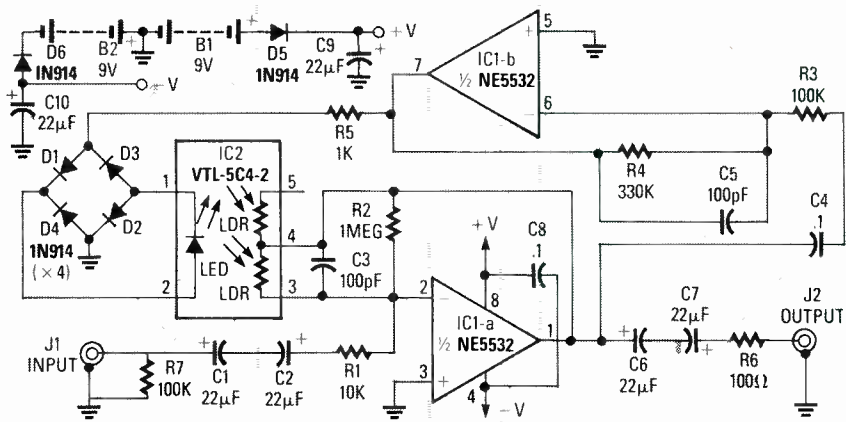 D6
1N914
B2
9V
B1
9V
D5
1N914
C9
22μF
+
+V
-V
+
C10
22μF
+
7
IC1-b
½ NE5532
+
5
-
6
R3
100K
R5
1K
R4
330K
C5
100pF
C4
.1
D1
D3
D4
D2
1N914
(×4)
IC2
VTL-5C4-2
1
2
5
4
3
LDR
LED
LDR
R2
1MEG
C3
100pF
+V
C8
.1
8
2
-
IC1-a
½ NE5532
1
3
+
4
-V
J1
INPUT
R7
100K
+
C1
22μF
+
C2
22μF
R1
10K
+
C6
22μF
C7
22μF
+
R6
100Ω
J2
OUTPUT